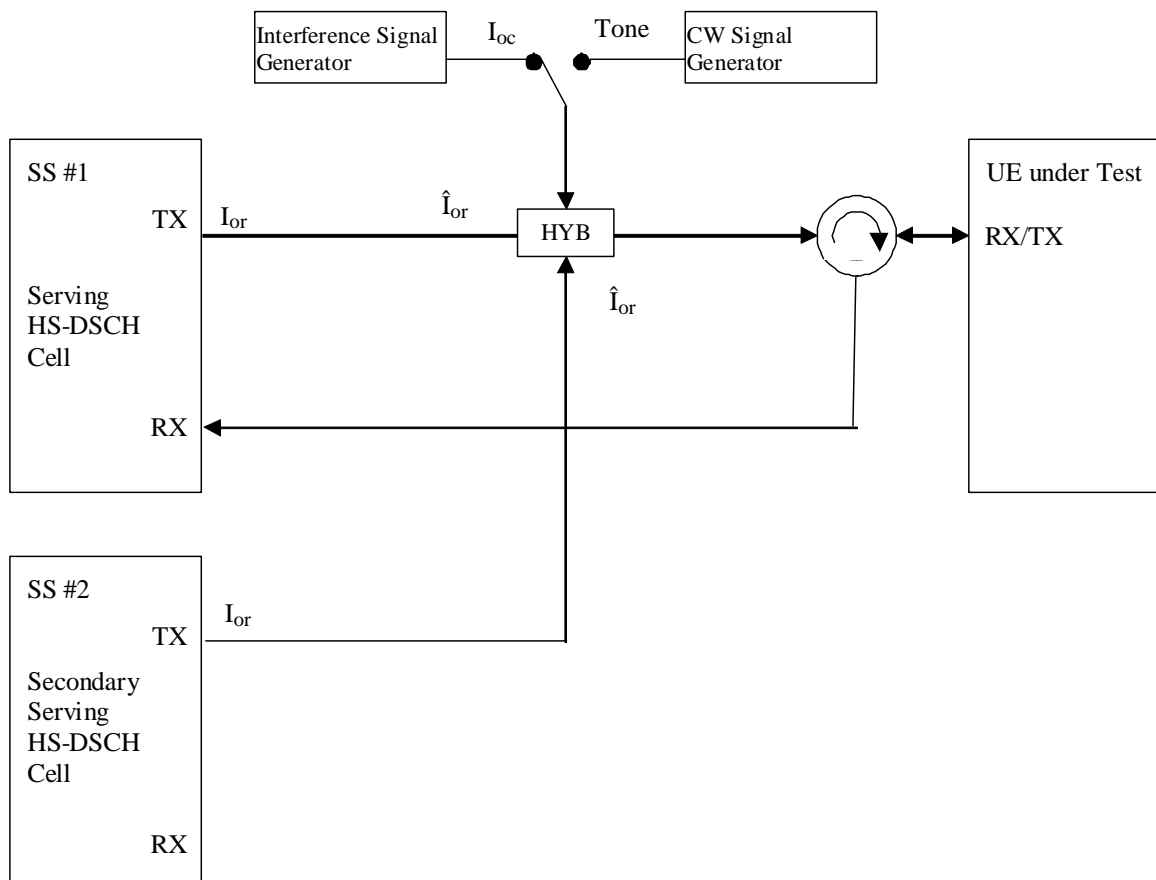 Interference Signal
Generator
I_oc
Tone
CW Signal
Generator
SS #1
TX
I_or
Î_or
HYB
UE under Test
RX/TX
Serving
HS-DSCH
Cell
Î_or
RX
SS #2
TX
I_or
Secondary
Serving
HS-DSCH
Cell
RX